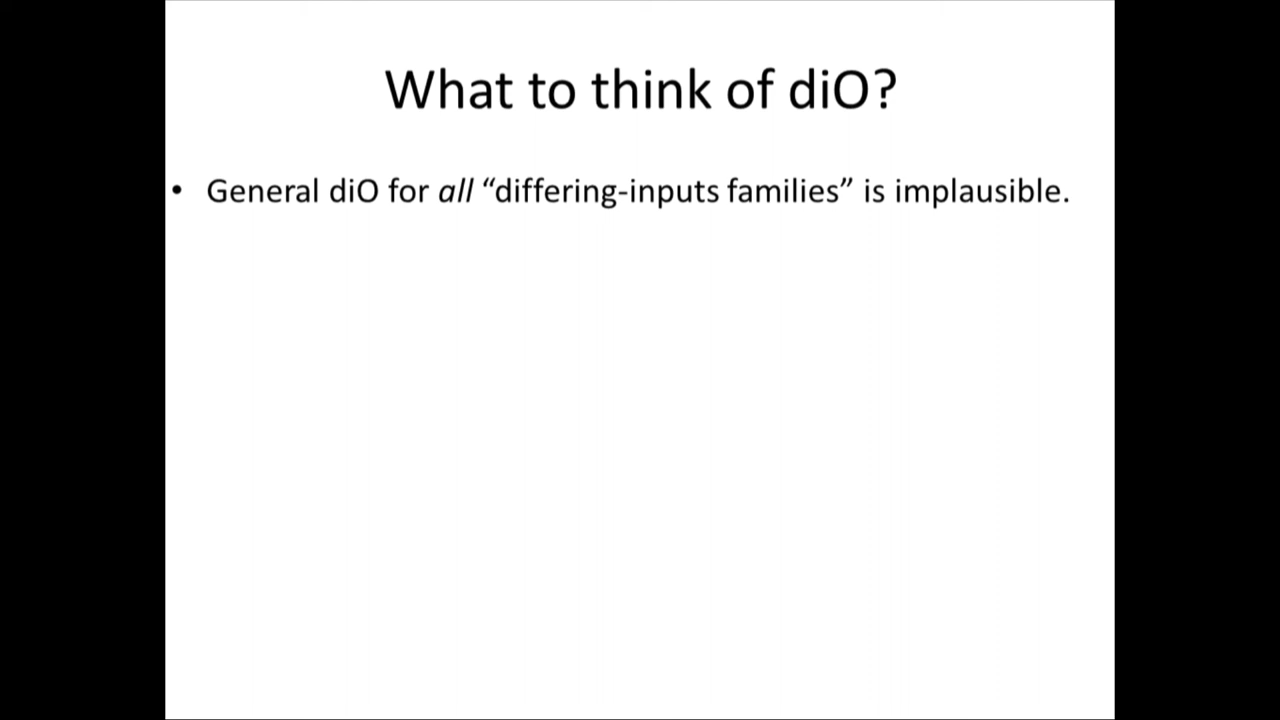 What to think of diO?
• General diO for all “differing-inputs families” is implausible.